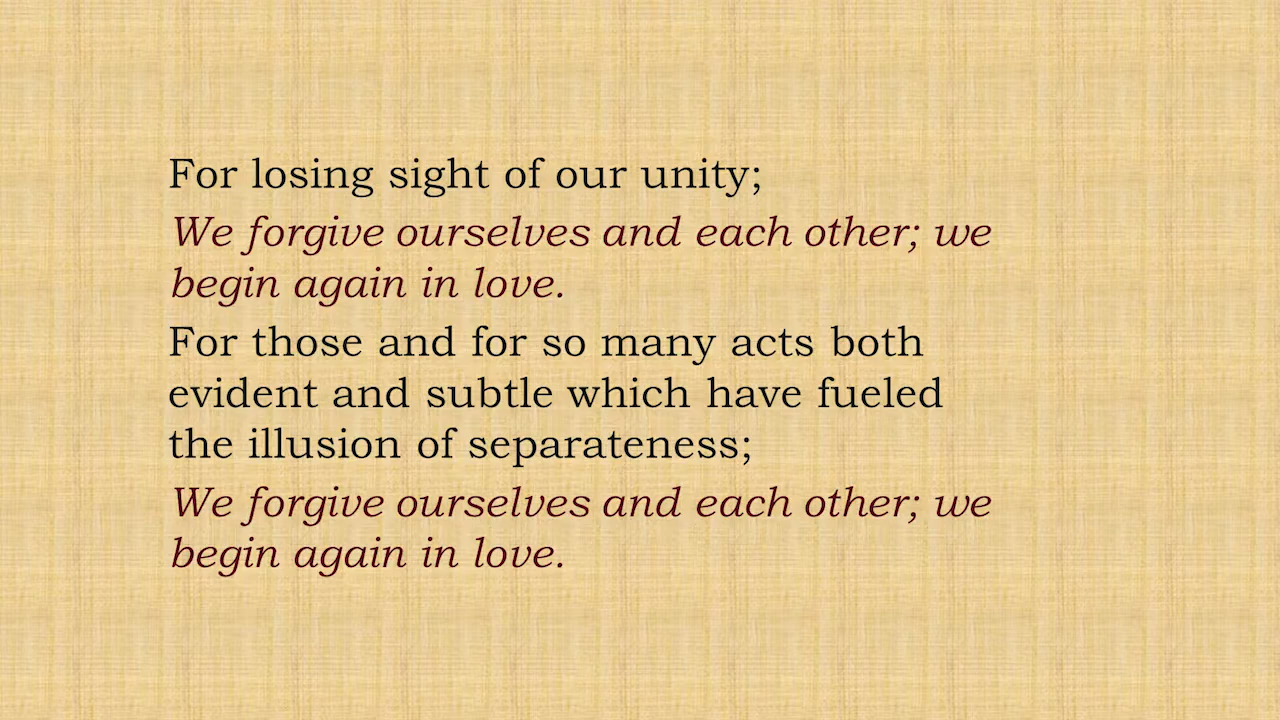 For losing sight of our unity;
We forgive ourselves and each other; we
begin again in love.
For those and for so many acts both
evident and subtle which have fueled
the illusion of separateness;
We forgive ourselves and each other; we
begin again in love.